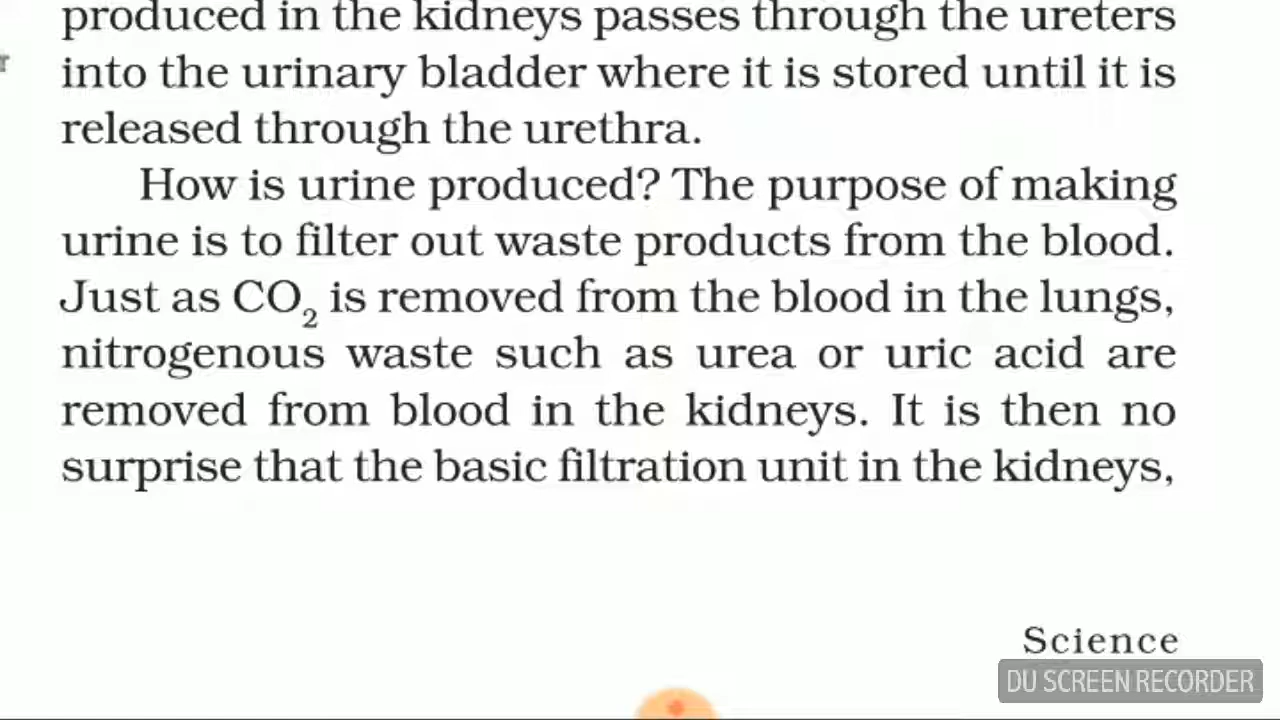 produced in the kidneys passes through the ureters
into the urinary bladder where it is stored until it is
released through the urethra.
How is urine produced? The purpose of making
urine is to filter out waste products from the blood.
Just as CO₂ is removed from the blood in the lungs,
nitrogenous waste such as urea or uric acid are
removed from blood in the kidneys. It is then no
surprise that the basic filtration unit in the kidneys,
Science
DU SCREEN RECORDER